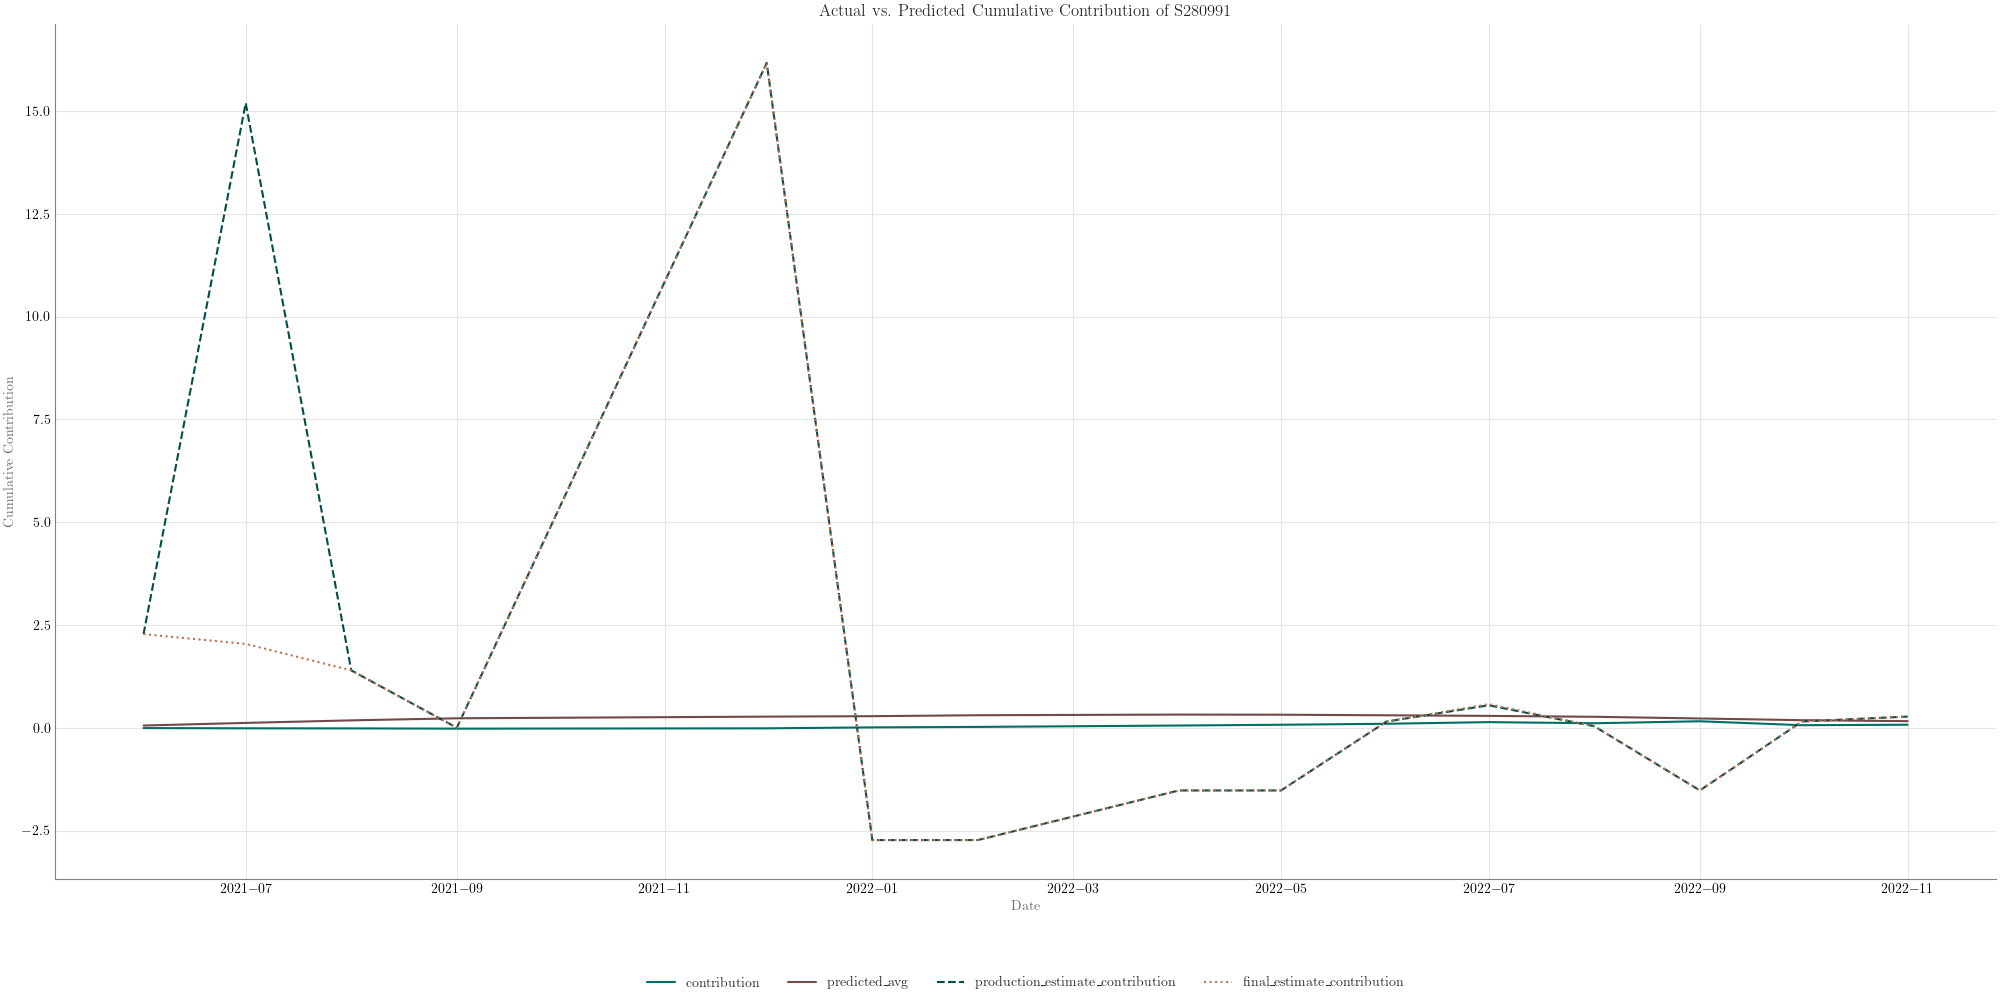 Actual vs. Predicted Cumulative Contribution of S280991
Cumulative Contribution
15.0
12.5
10.0
7.5
5.0
2.5
0.0
−2.5
2021−07 2021−09 2021−11 2022−01 2022−03 2022−05 2022−07 2022−09 2022−11
Date
contribution predicted_avg production_estimate_contribution final_estimate_contribution